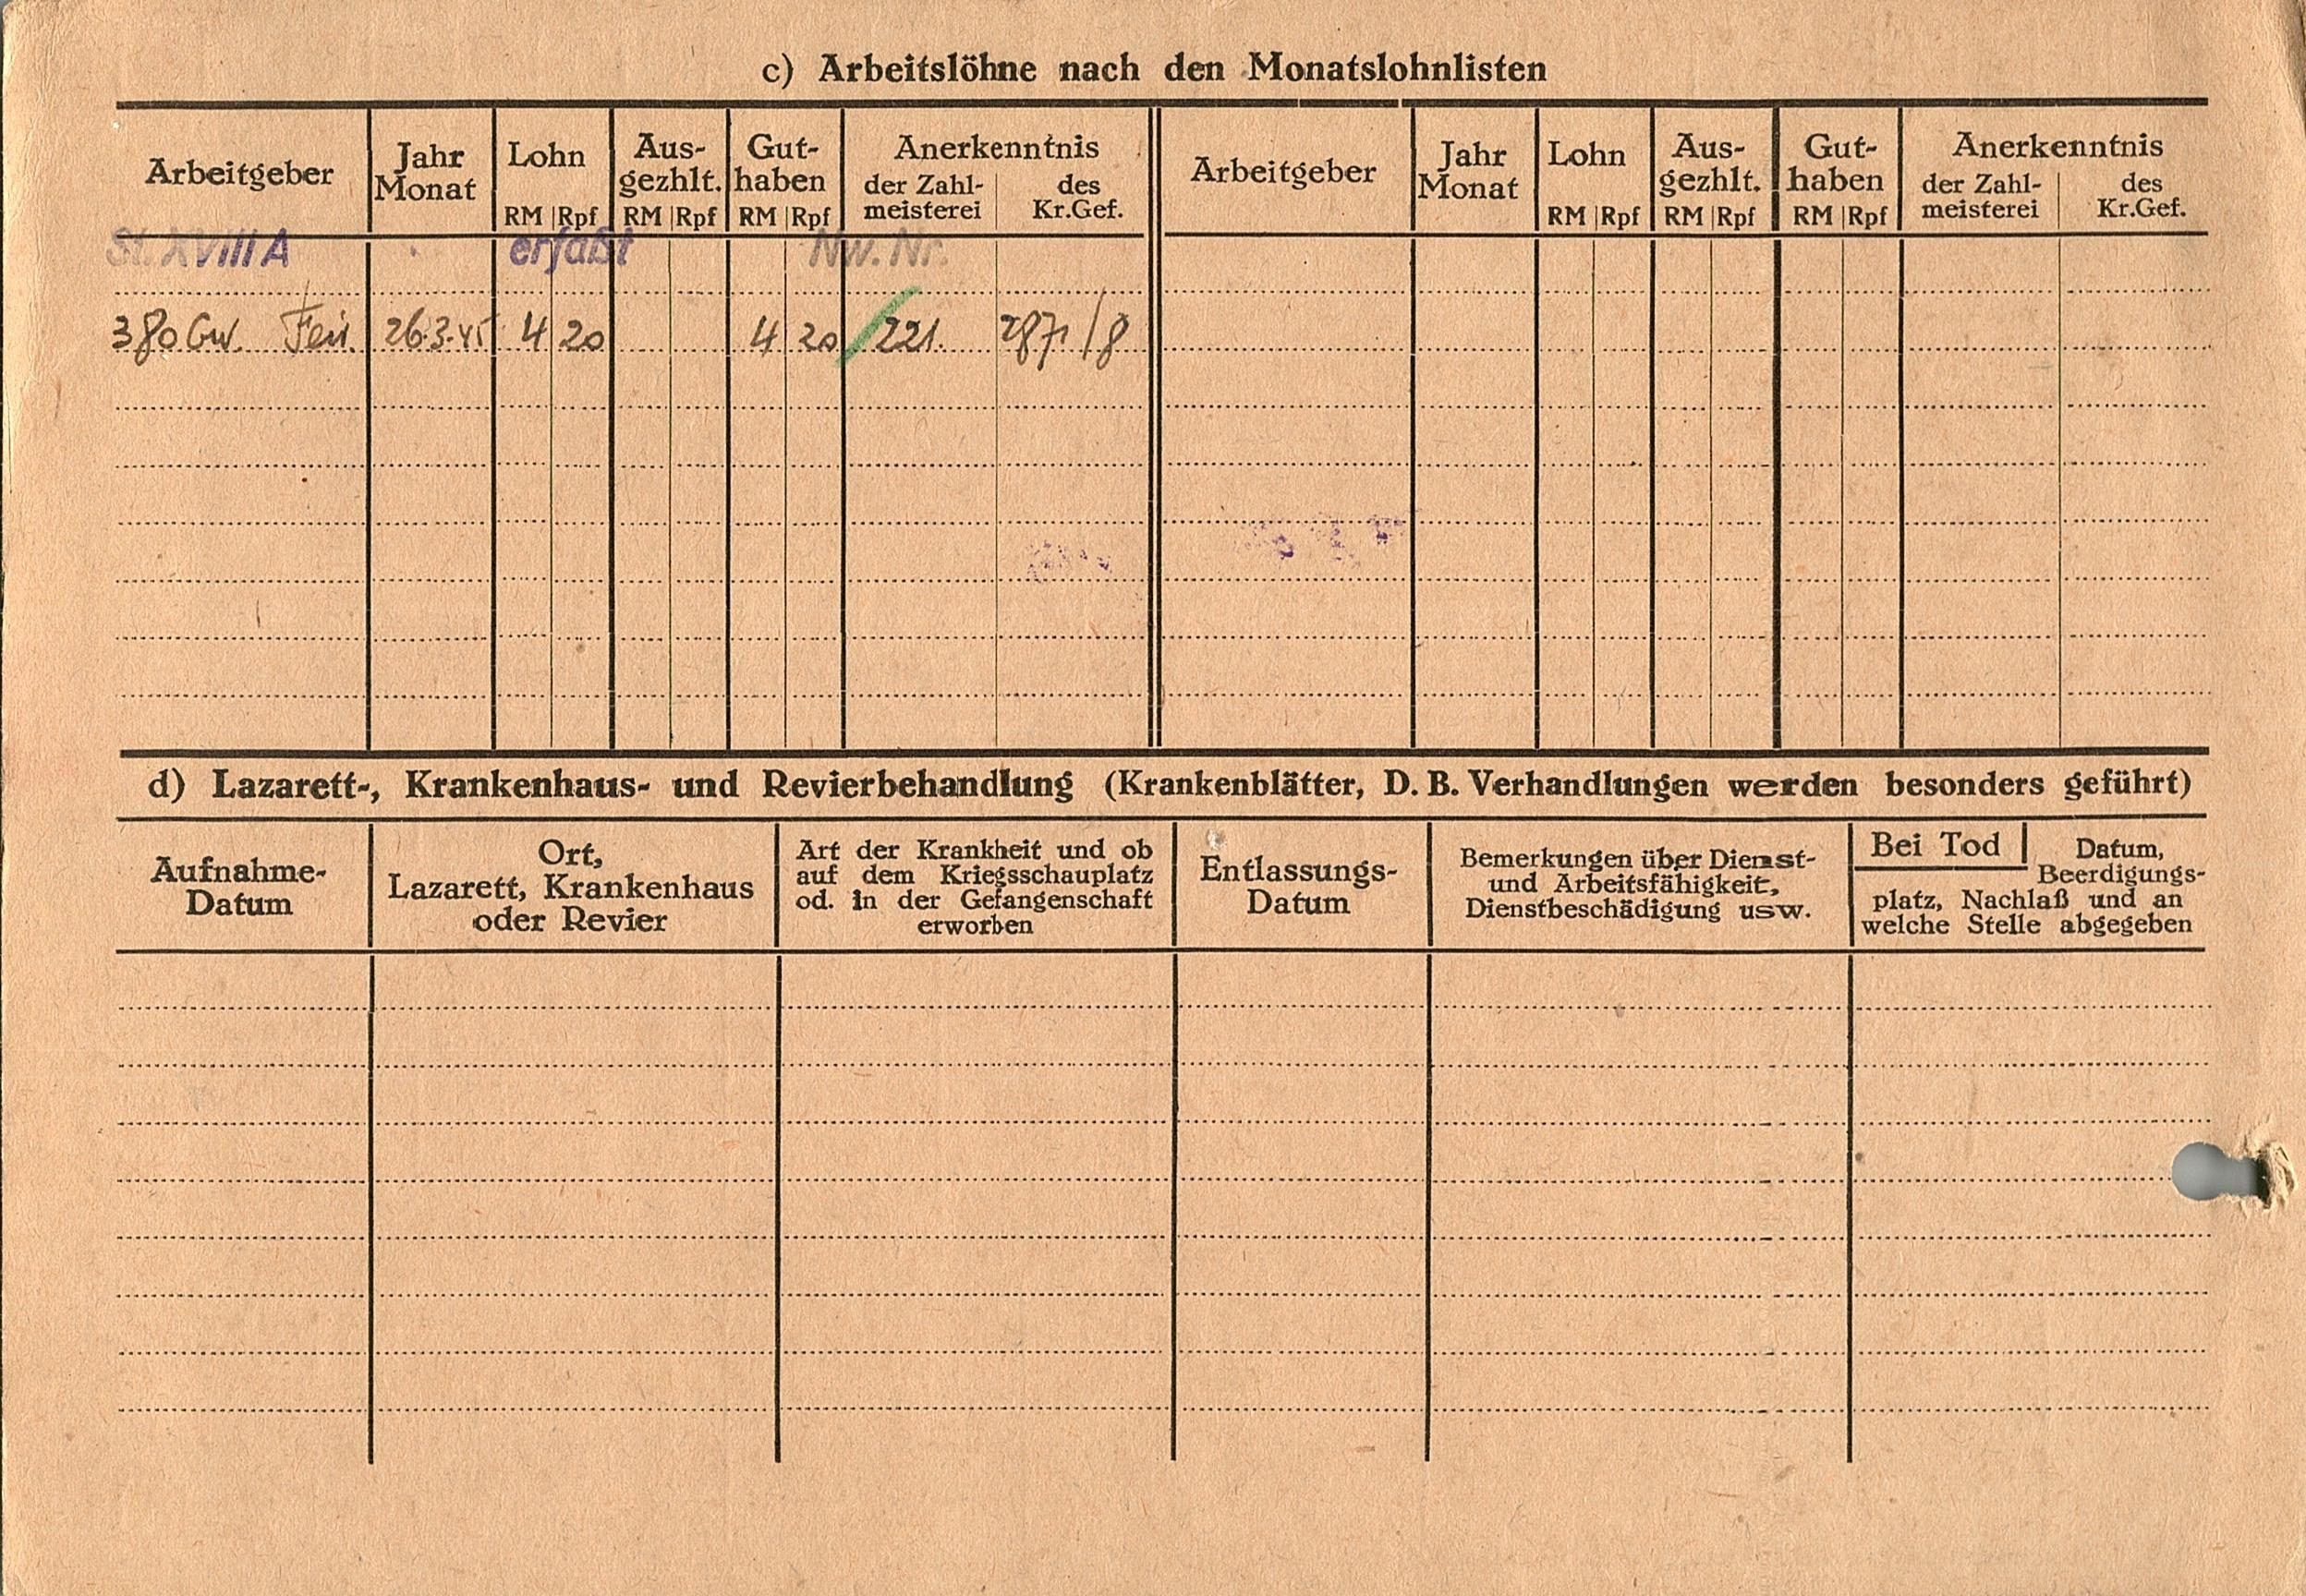 c) Arbeitslöhne nach den Monatslohnlisten
Arbeitgeber Jahr Monat Lohn RM Rpf Aus-gezhlt. RM Rpf Gut-haben RM Rpf Anerkenntnis der Zahl-meisterei des Kr.Gef. Arbeitgeber Jahr Monat Lohn RM Rpf Aus-gezhlt. RM Rpf Gut-haben RM Rpf Anerkenntnis der Zahl-meisterei des Kr.Gef.
St. XVIII A erfaßt Nw. Nr.
380 Gw. 26.3.45 4 20 4 20 221. 287/8
d) Lazarett-, Krankenhaus- und Revierbehandlung (Krankenblätter, D. B. Verhandlungen werden besonders geführt)
Aufnahme-
Datum
Ort,
Lazarett, Krankenhaus
oder Revier
Art der Krankheit und ob
auf dem Kriegsschauplatz
od. in der Gefangenschaft
erworben
Entlassungs-
Datum
Bemerkungen über Dienst-
und Arbeitsfähigkeit,
Dienstbeschädigung usw.
Bei Tod Datum,
Beerdigungs-
platz, Nachlaß und an
welche Stelle abgegeben